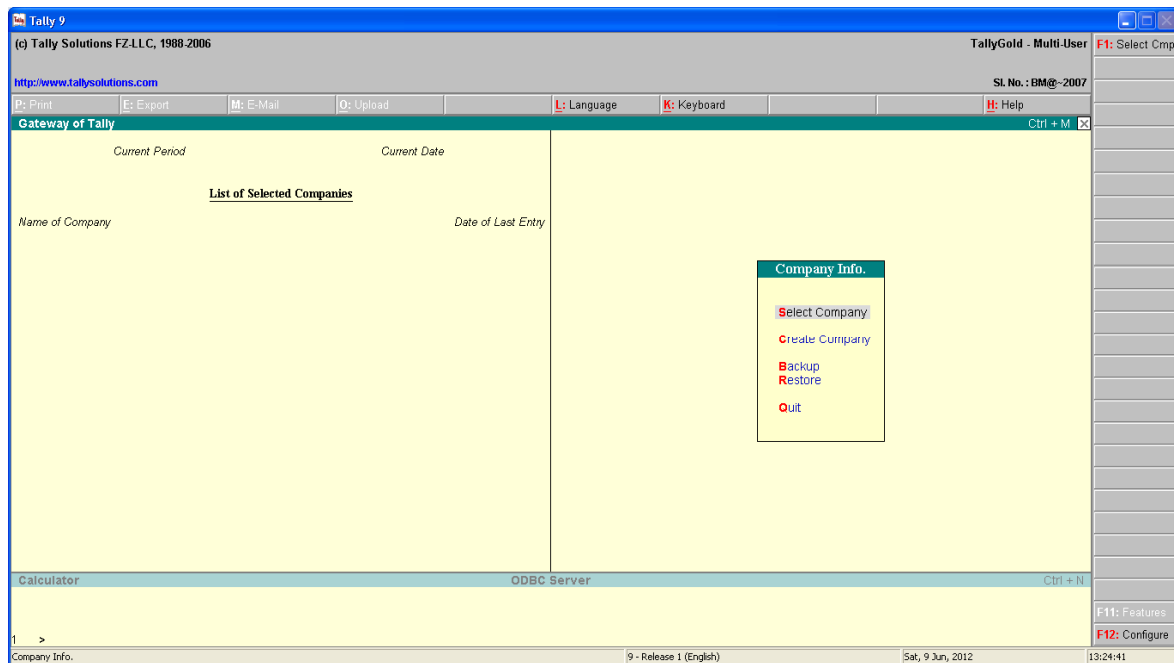 Tally 9
(c) Tally Solutions FZ-LLC, 1988-2006 TallyGold - Multi-User F1: Select Cmp
http://www.tallysolutions.com Sl. No. : BM@~2007
P: Print E: Export M: E-Mail O: Upload L: Language K: Keyboard H: Help
Gateway of Tally Ctrl + M
Current Period Current Date
List of Selected Companies
Name of Company Date of Last Entry
Company Info.
Select Company
Create Company
Backup
Restore
Quit
Calculator ODBC Server Ctrl + N
F11: Features
1 >
F12: Configure
Company Info. 9 - Release 1 (English) Sat, 9 Jun, 2012 13:24:41